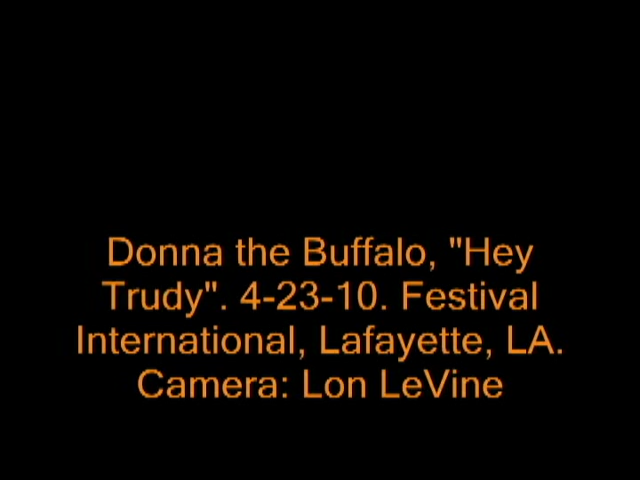 Donna the Buffalo, "Hey
Trudy". 4-23-10. Festival
International, Lafayette, LA.
Camera: Lon LeVine